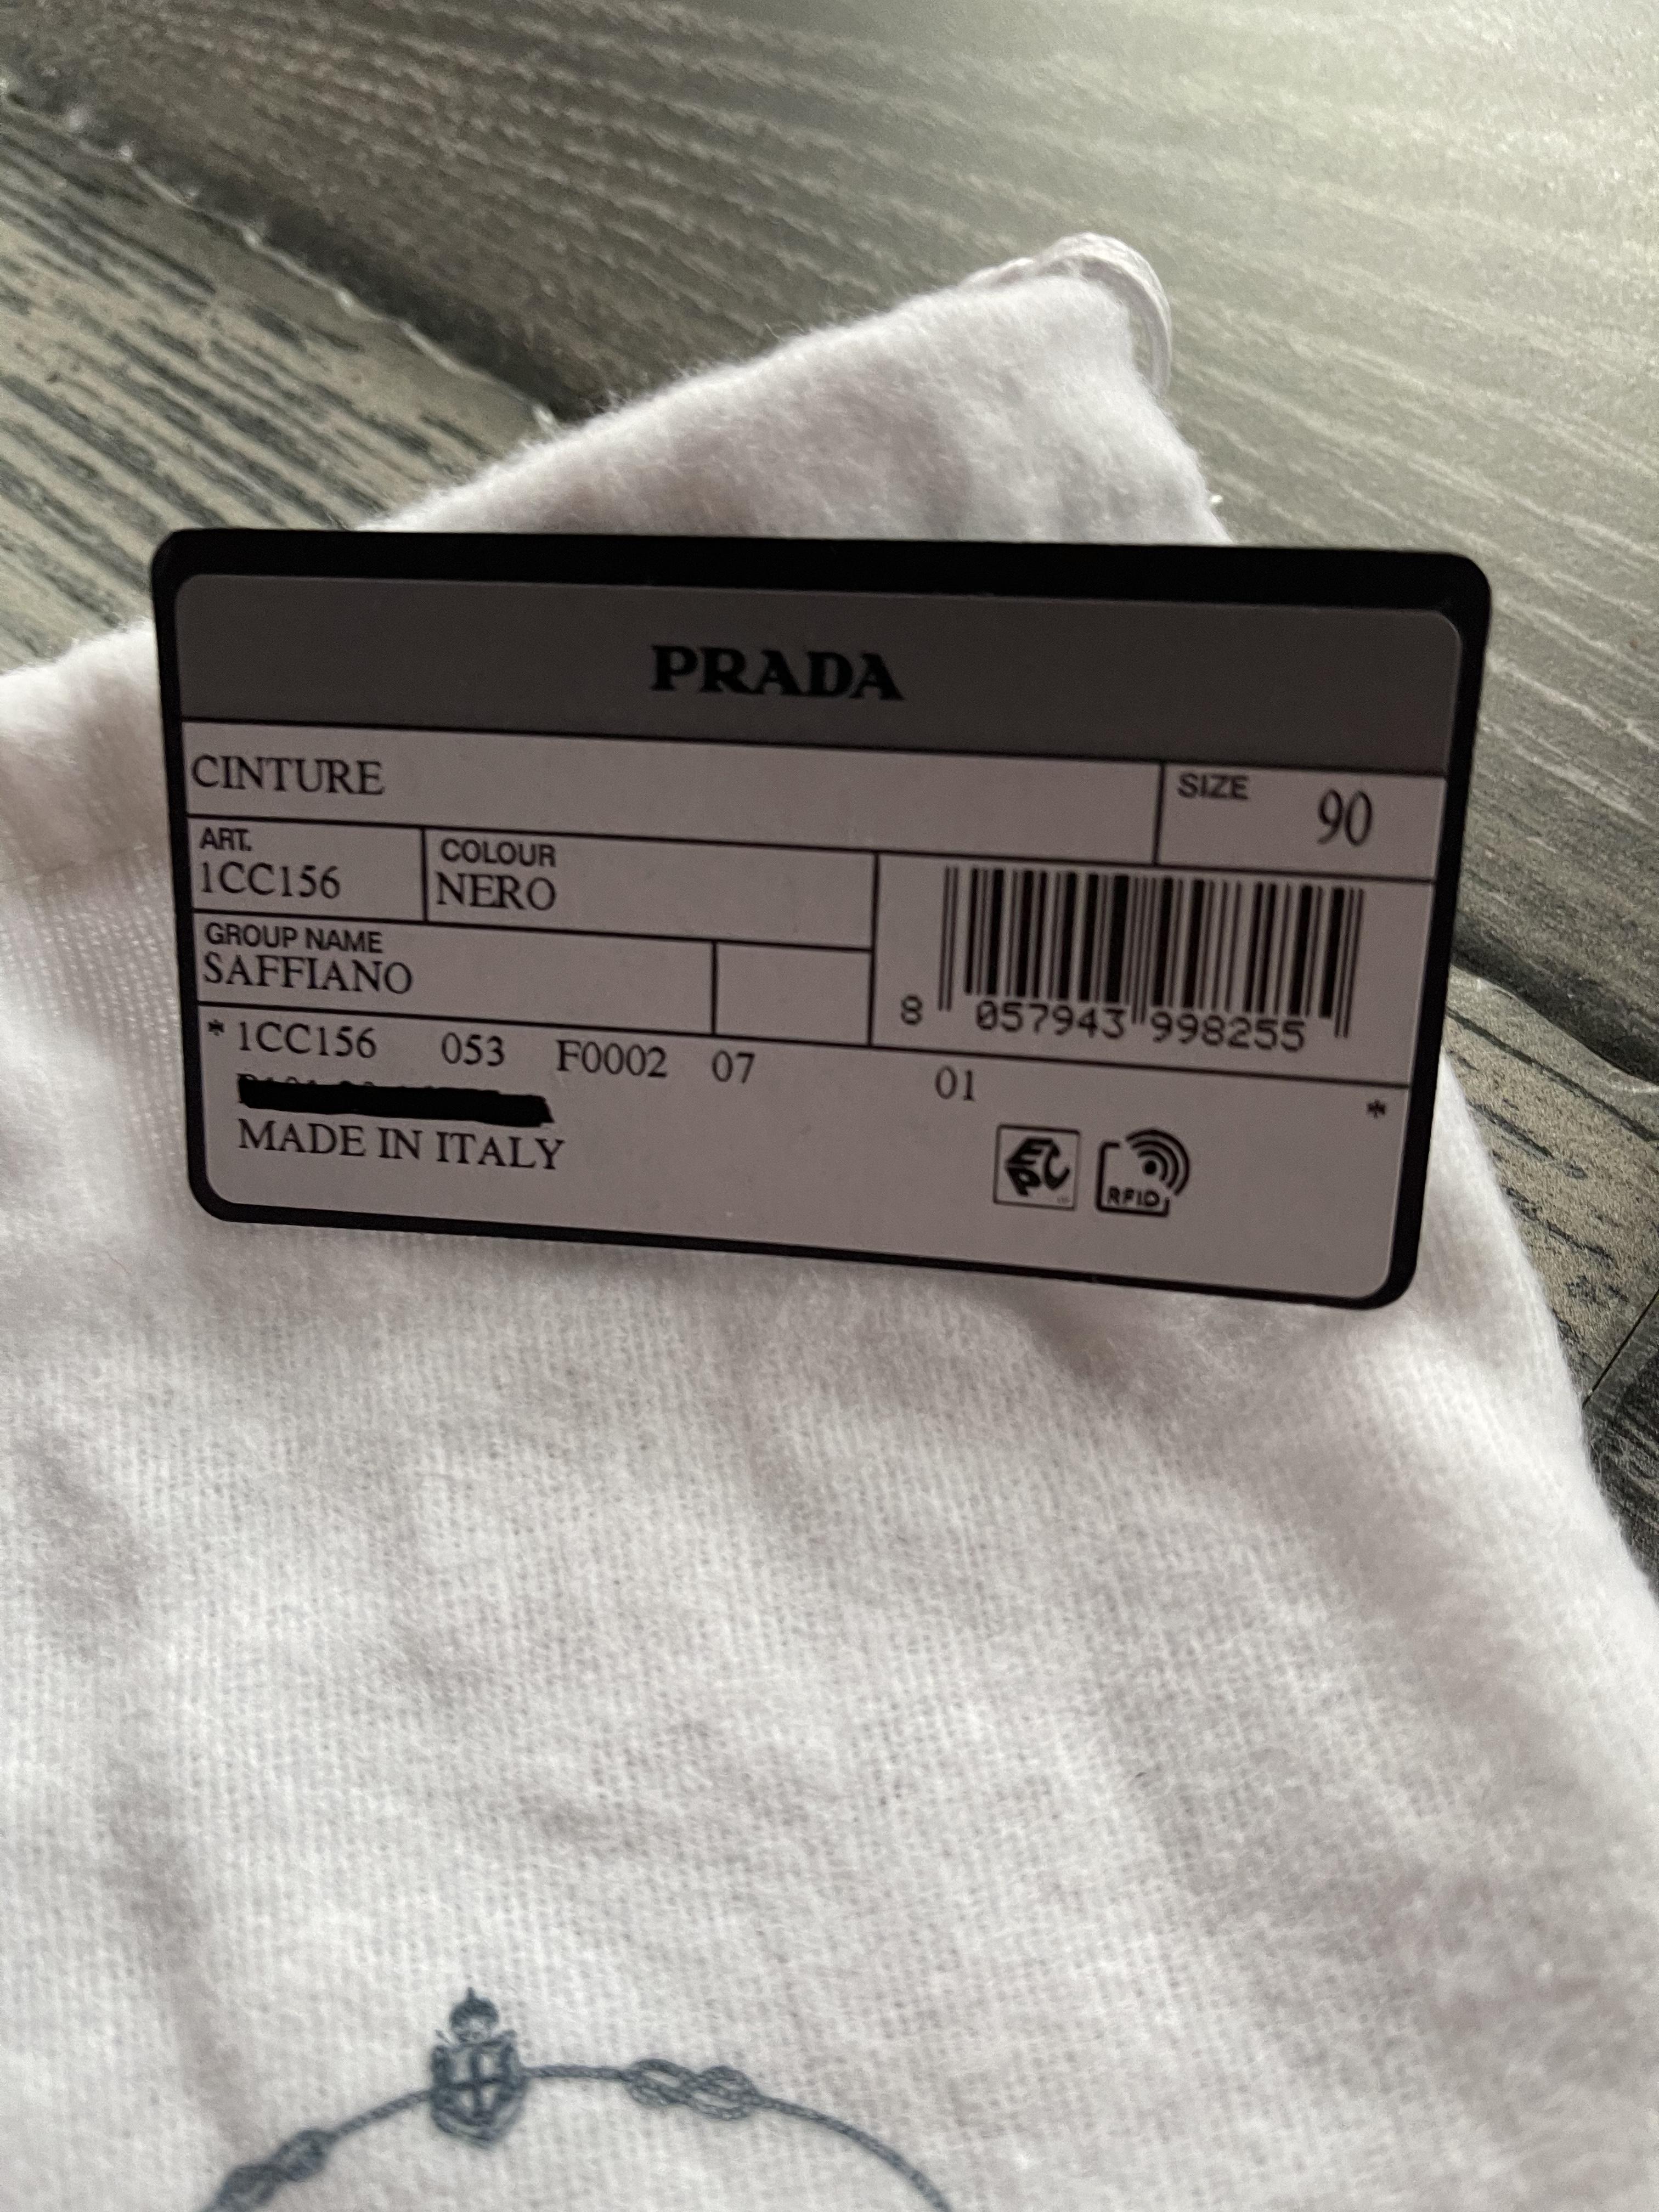 PRADA
CINTURE
SIZE 90
ART.
1CC156
COLOUR
NERO
GROUP NAME
SAFFIANO
8 057943 998255
* 1CC156 053 F0002 07 01 *
MADE IN ITALY
EPC
RFID